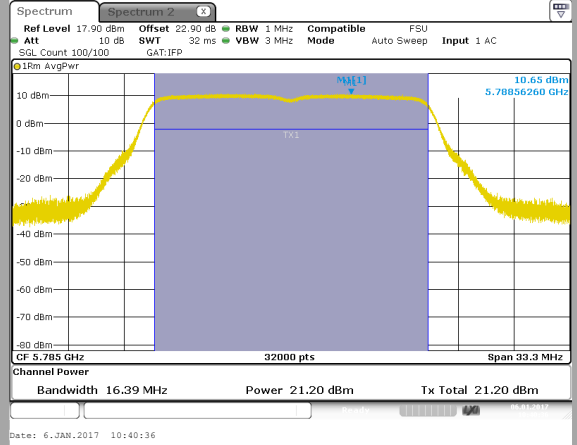 Spectrum Spectrum 2 X
Ref Level 17.90 dBm Offset 22.90 dB RBW 1 MHz Compatible FSU
Att 10 dB SWT 32 ms VBW 3 MHz Mode Auto Sweep Input 1 AC
SGL Count 100/100 GAT:IFP
1Rm AvgPwr
M1[1] 10.65 dBm
5.78856260 GHz
10 dBm
0 dBm
TX1
-10 dBm
-20 dBm
-30 dBm
-40 dBm
-50 dBm
-60 dBm
-70 dBm
-80 dBm
CF 5.785 GHz 32000 pts Span 33.3 MHz
Channel Power
Bandwidth 16.39 MHz Power 21.20 dBm Tx Total 21.20 dBm
Ready
Date: 6.JAN.2017 10:40:36